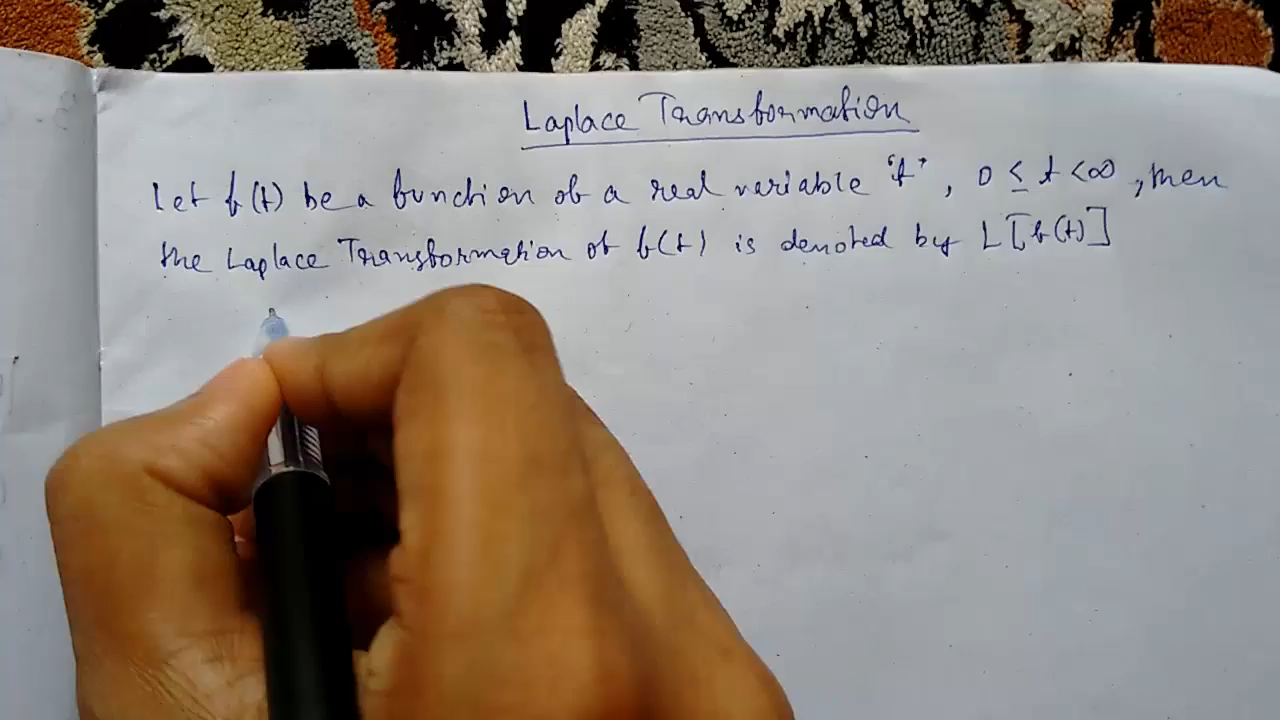 Laplace Transformation
Let f(t) be a function of a real variable 't', 0 ≤ t < ∞, then
the Laplace Transformation of f(t) is denoted by L[f(t)]